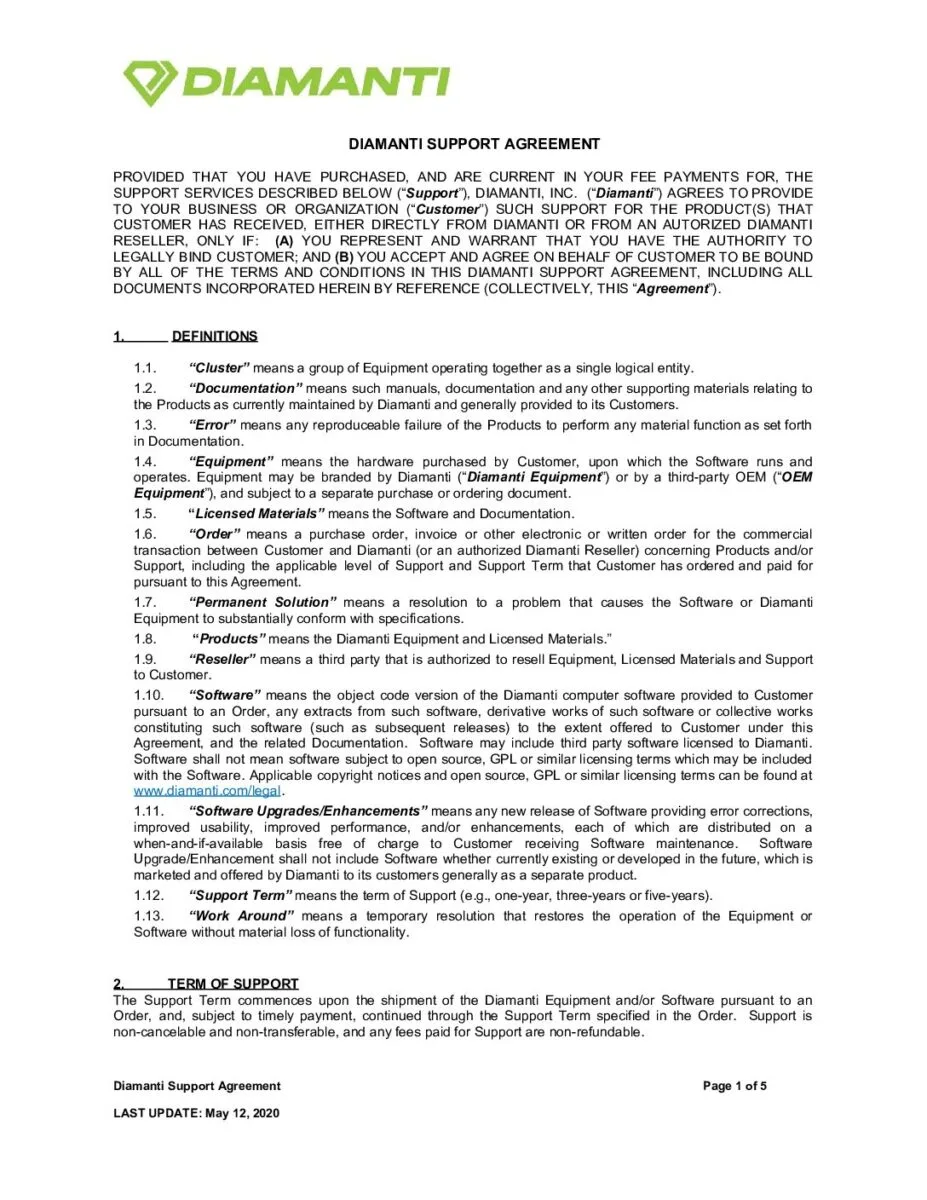 DIAMANTI
DIAMANTI SUPPORT AGREEMENT
PROVIDED THAT YOU HAVE PURCHASED, AND ARE CURRENT IN YOUR FEE PAYMENTS FOR, THE
SUPPORT SERVICES DESCRIBED BELOW (“Support”), DIAMANTI, INC. (“Diamanti”) AGREES TO PROVIDE
TO YOUR BUSINESS OR ORGANIZATION (“Customer”) SUCH SUPPORT FOR THE PRODUCT(S) THAT
CUSTOMER HAS RECEIVED, EITHER DIRECTLY FROM DIAMANTI OR FROM AN AUTORIZED DIAMANTI
RESELLER, ONLY IF: (A) YOU REPRESENT AND WARRANT THAT YOU HAVE THE AUTHORITY TO
LEGALLY BIND CUSTOMER; AND (B) YOU ACCEPT AND AGREE ON BEHALF OF CUSTOMER TO BE BOUND
BY ALL OF THE TERMS AND CONDITIONS IN THIS DIAMANTI SUPPORT AGREEMENT, INCLUDING ALL
DOCUMENTS INCORPORATED HEREIN BY REFERENCE (COLLECTIVELY, THIS “Agreement”).
1. DEFINITIONS
1.1. “Cluster” means a group of Equipment operating together as a single logical entity.
1.2. “Documentation” means such manuals, documentation and any other supporting materials relating to
the Products as currently maintained by Diamanti and generally provided to its Customers.
1.3. “Error” means any reproduceable failure of the Products to perform any material function as set forth
in Documentation.
1.4. “Equipment” means the hardware purchased by Customer, upon which the Software runs and
operates. Equipment may be branded by Diamanti (“Diamanti Equipment”) or by a third-party OEM (“OEM
Equipment”), and subject to a separate purchase or ordering document.
1.5. “Licensed Materials” means the Software and Documentation.
1.6. “Order” means a purchase order, invoice or other electronic or written order for the commercial
transaction between Customer and Diamanti (or an authorized Diamanti Reseller) concerning Products and/or
Support, including the applicable level of Support and Support Term that Customer has ordered and paid for
pursuant to this Agreement.
1.7. “Permanent Solution” means a resolution to a problem that causes the Software or Diamanti
Equipment to substantially conform with specifications.
1.8. “Products” means the Diamanti Equipment and Licensed Materials.”
1.9. “Reseller” means a third party that is authorized to resell Equipment, Licensed Materials and Support
to Customer.
1.10. “Software” means the object code version of the Diamanti computer software provided to Customer
pursuant to an Order, any extracts from such software, derivative works of such software or collective works
constituting such software (such as subsequent releases) to the extent offered to Customer under this
Agreement, and the related Documentation. Software may include third party software licensed to Diamanti.
Software shall not mean software subject to open source, GPL or similar licensing terms which may be included
with the Software. Applicable copyright notices and open source, GPL or similar licensing terms can be found at
www.diamanti.com/legal.
1.11. “Software Upgrades/Enhancements” means any new release of Software providing error corrections,
improved usability, improved performance, and/or enhancements, each of which are distributed on a
when-and-if-available basis free of charge to Customer receiving Software maintenance. Software
Upgrade/Enhancement shall not include Software whether currently existing or developed in the future, which is
marketed and offered by Diamanti to its customers generally as a separate product.
1.12. “Support Term” means the term of Support (e.g., one-year, three-years or five-years).
1.13. “Work Around” means a temporary resolution that restores the operation of the Equipment or
Software without material loss of functionality.
2. TERM OF SUPPORT
The Support Term commences upon the shipment of the Diamanti Equipment and/or Software pursuant to an
Order, and, subject to timely payment, continued through the Support Term specified in the Order. Support is
non-cancelable and non-transferable, and any fees paid for Support are non-refundable.
Diamanti Support Agreement Page 1 of 5
LAST UPDATE: May 12, 2020